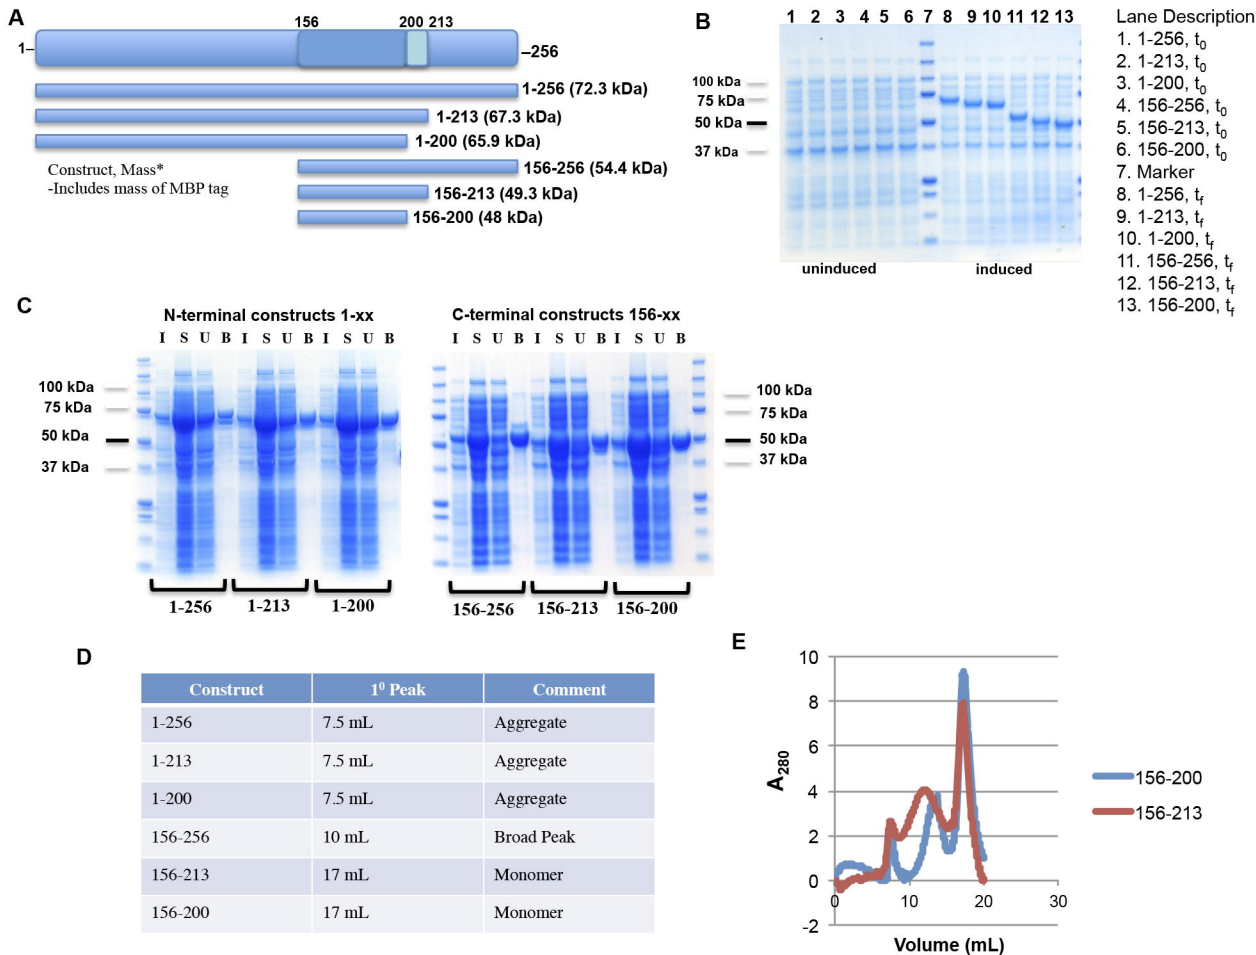 A
156 200 213
1– –256
1-256 (72.3 kDa)
1-213 (67.3 kDa)
1-200 (65.9 kDa)
156-256 (54.4 kDa)
156-213 (49.3 kDa)
156-200 (48 kDa)
Construct, Mass*
-Includes mass of MBP tag
B
1 2 3 4 5 6 7 8 9 10 11 12 13
100 kDa
75 kDa
50 kDa
37 kDa
uninduced induced
Lane Description
1. 1-256, t0
2. 1-213, t0
3. 1-200, t0
4. 156-256, t0
5. 156-213, t0
6. 156-200, t0
7. Marker
8. 1-256, tf
9. 1-213, tf
10. 1-200, tf
11. 156-256, tf
12. 156-213, tf
13. 156-200, tf
C
N-terminal constructs 1-xx
I S U B I S U B I S U B
100 kDa
75 kDa
50 kDa
37 kDa
1-256 1-213 1-200
C-terminal constructs 156-xx
I S U B I S U B I S U B
100 kDa
75 kDa
50 kDa
37 kDa
156-256 156-213 156-200
D
Construct 1⁰ Peak Comment
1-256 7.5 mL Aggregate
1-213 7.5 mL Aggregate
1-200 7.5 mL Aggregate
156-256 10 mL Broad Peak
156-213 17 mL Monomer
156-200 17 mL Monomer
E
10
8
6
4
2
0
-2
A280
0 10 20 30
Volume (mL)
156-200
156-213